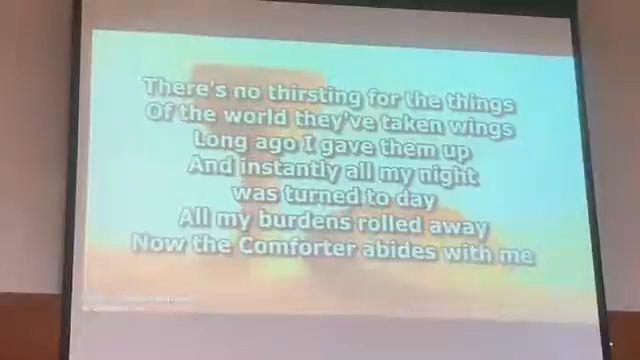 There's no thirsting for the things
Of the world they've taken wings
Long ago I gave them up
And instantly all my night
was turned to day
All my burdens rolled away
Now the Comforter abides with me